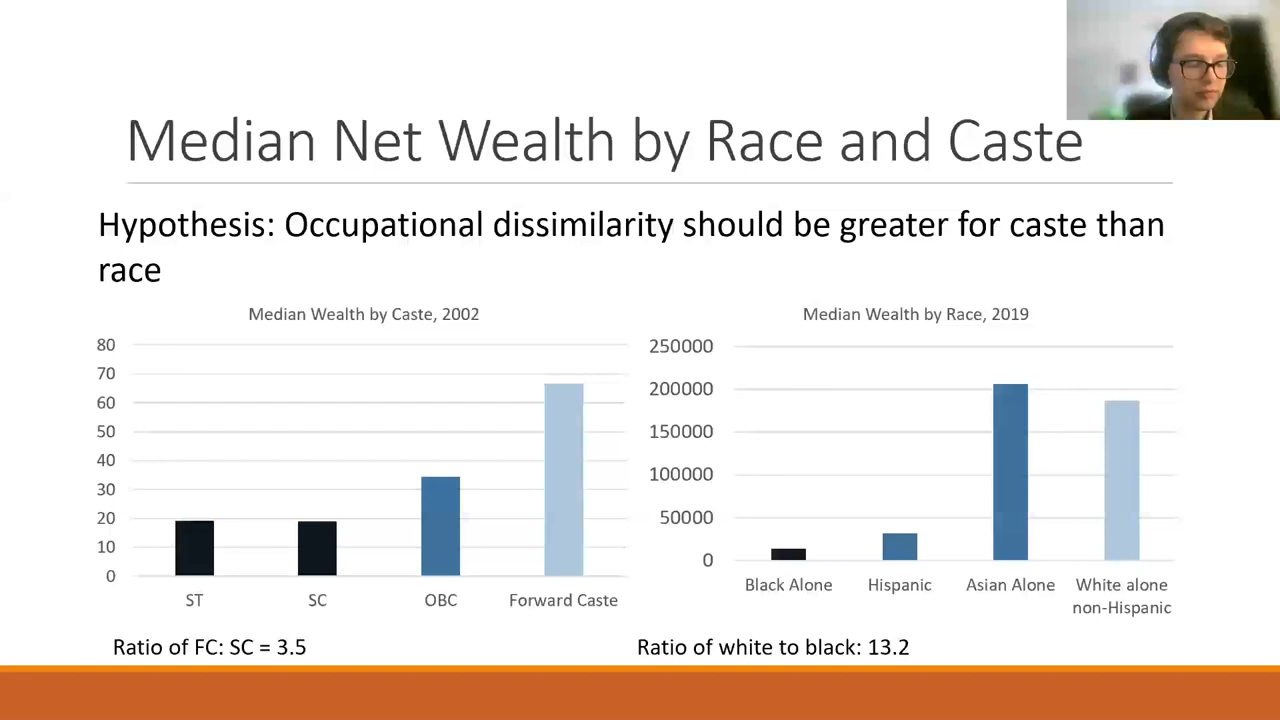 Median Net Wealth by Race and Caste
Hypothesis: Occupational dissimilarity should be greater for caste than
race
Median Wealth by Caste, 2002
80
70
60
50
40
30
20
10
0
ST
SC
OBC
Forward Caste
Ratio of FC: SC = 3.5
Median Wealth by Race, 2019
250000
200000
150000
100000
50000
0
Black Alone
Hispanic
Asian Alone
White alone
non-Hispanic
Ratio of white to black: 13.2